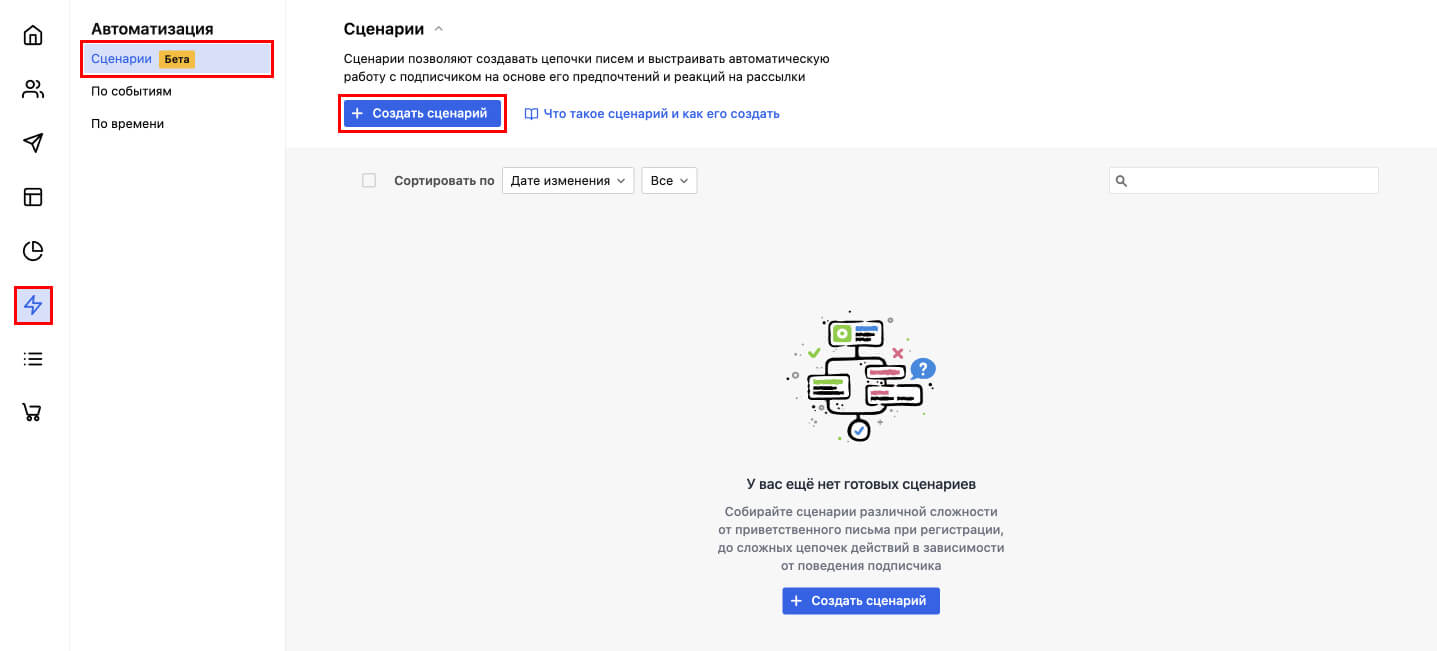 Автоматизация
Сценарии Бета
По событиям
По времени
Сценарии
Сценарии позволяют создавать цепочки писем и выстраивать автоматическую
работу с подписчиком на основе его предпочтений и реакций на рассылки
+ Создать сценарий
Что такое сценарий и как его создать
Сортировать по Дата изменения Все
?
У вас ещё нет готовых сценариев
Собирайте сценарии различной сложности
от приветственного письма при регистрации,
до сложных цепочек действий в зависимости
от поведения подписчика
+ Создать сценарий